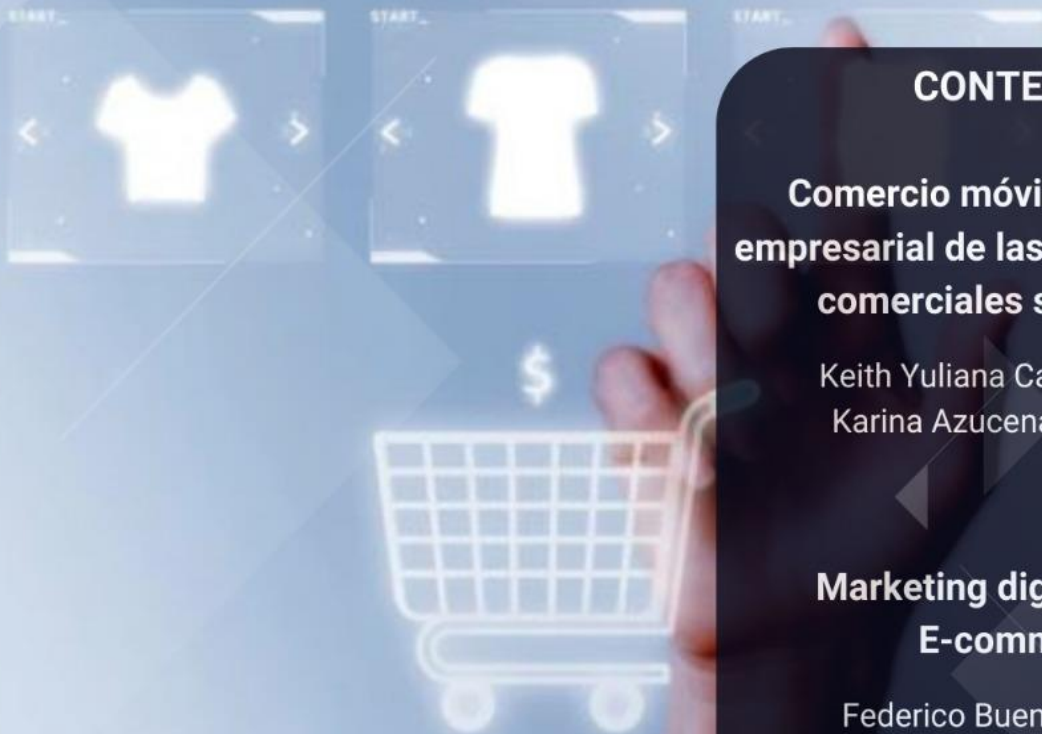 START_
START_
START_
$
CONTE
Comercio móvi
empresarial de las
comerciales s
Keith Yuliana Ca
Karina Azucena
Marketing dig
E-comm
Federico Buen